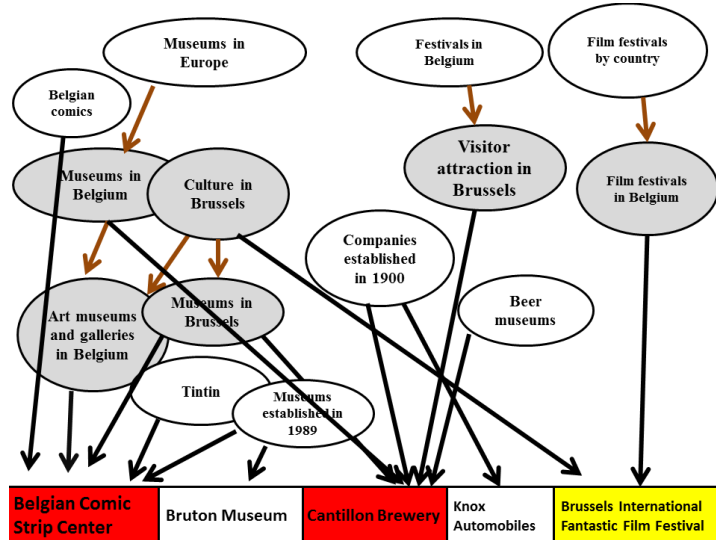 Museums in
Europe
Festivals in
Belgium
Film festivals
by country
Belgian
comics
Museums in
Belgium
Culture in
Brussels
Visitor
attraction in
Brussels
Film festivals
in Belgium
Companies
established
in 1900
Art museums
and galleries
in Belgium
Museums in
Brussels
Beer
museums
Tintin
Museums
established in
1989
Belgian Comic
Strip Center
Bruton Museum
Cantillon Brewery
Knox
Automobiles
Brussels International
Fantastic Film Festival